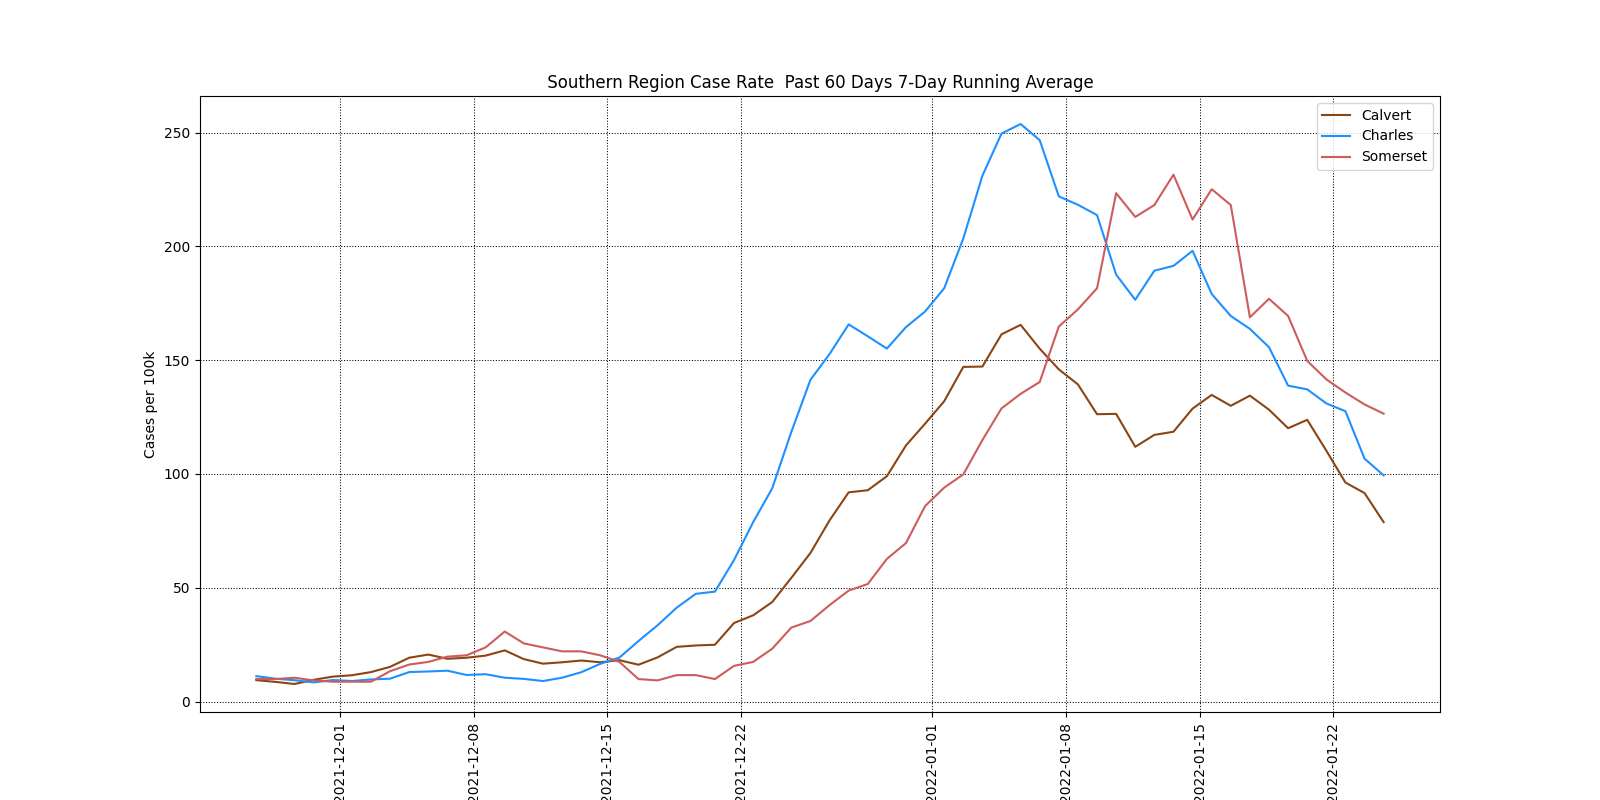 Southern Region Case Rate  Past 60 Days 7-Day Running Average
Calvert
Charles
Somerset
Cases per 100k
250
200
150
100
50
0
2021-12-01
2021-12-08
2021-12-15
2021-12-22
2022-01-01
2022-01-08
2022-01-15
2022-01-22